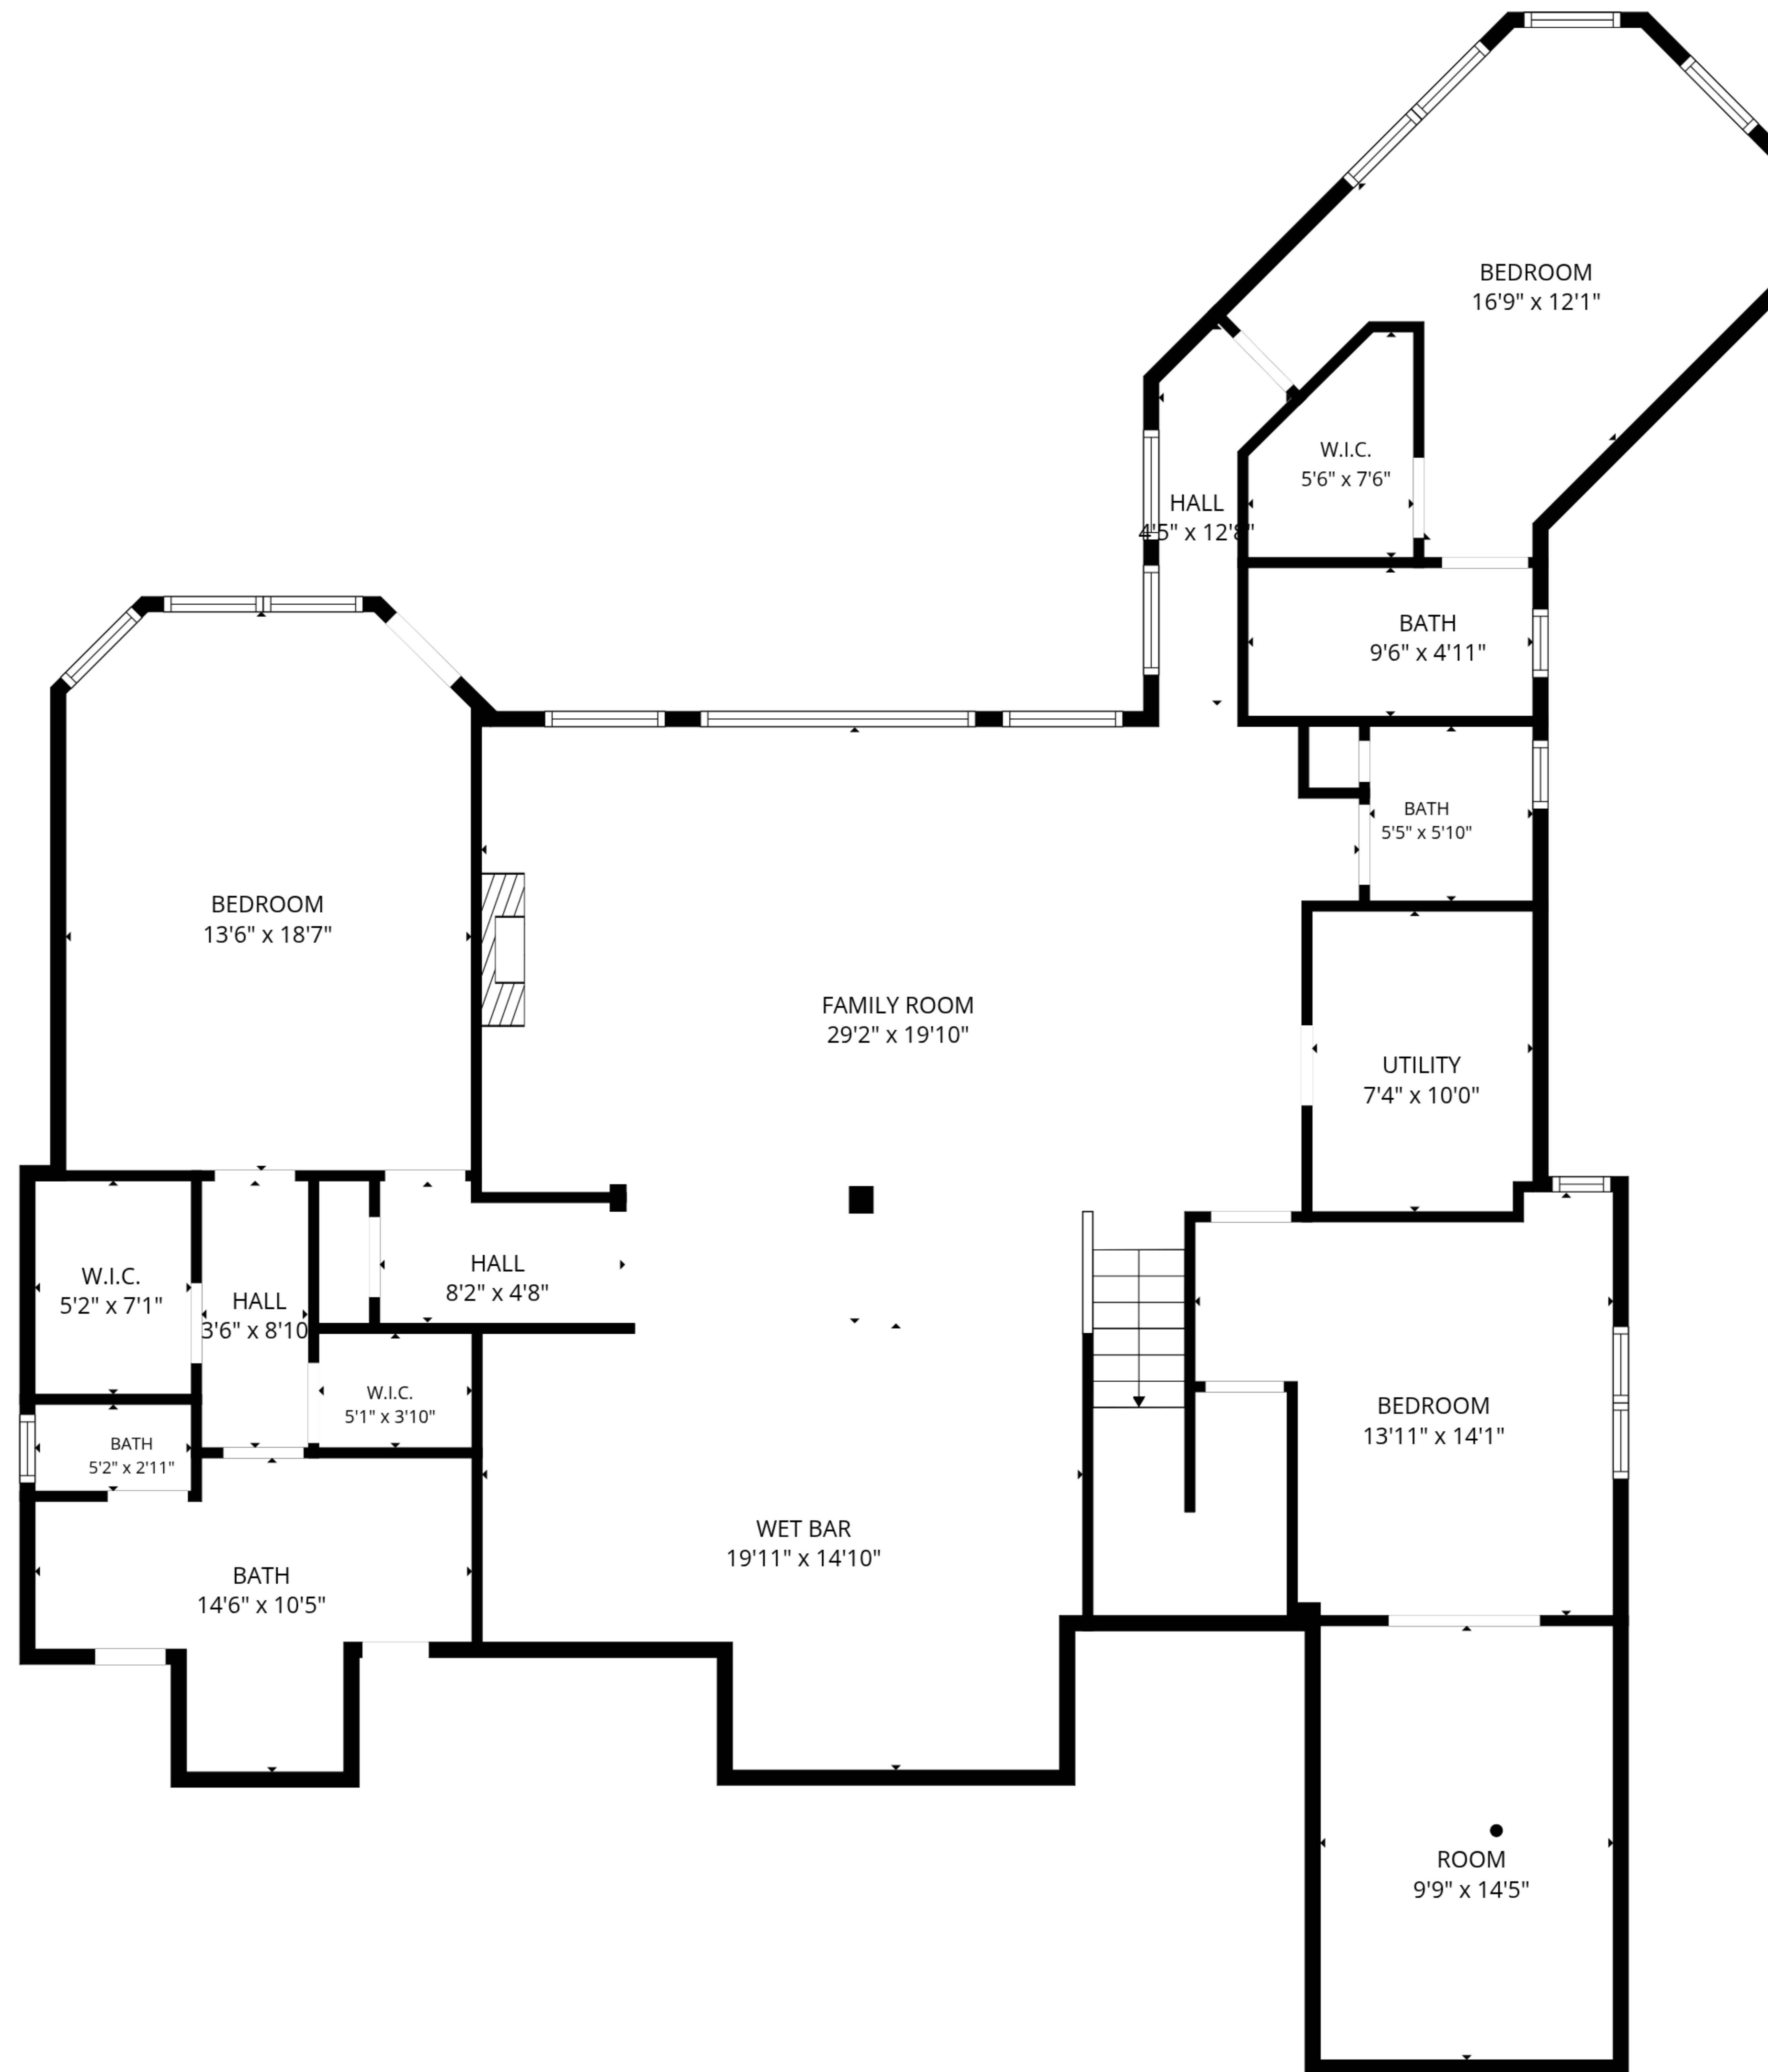 BEDROOM
16'9" x 12'1"
W.I.C.
5'6" x 7'6"
HALL
4'5" x 12'8"
BATH
9'6" x 4'11"
BATH
5'5" x 5'10"
BEDROOM
13'6" x 18'7"
FAMILY ROOM
29'2" x 19'10"
UTILITY
7'4" x 10'0"
HALL
8'2" x 4'8"
W.I.C.
5'2" x 7'1"
HALL
3'6" x 8'10
W.I.C.
5'1" x 3'10"
BEDROOM
13'11" x 14'1"
BATH
5'2" x 2'11"
WET BAR
19'11" x 14'10"
BATH
14'6" x 10'5"
ROOM
9'9" x 14'5"